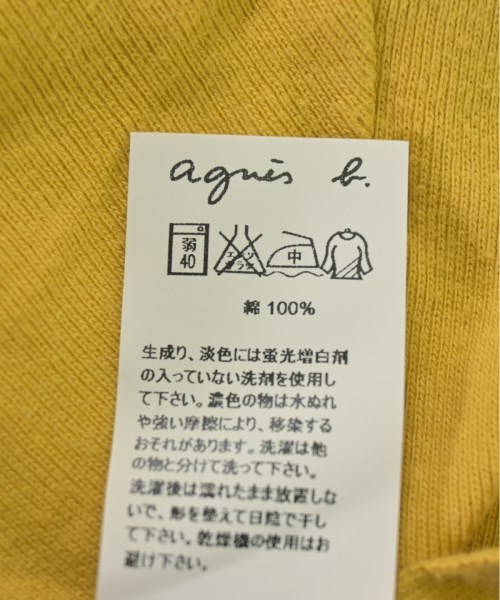 agnès b.
弱
40
エンソ
サラシ
中
綿 100%
生成り、淡色には蛍光増白剤
の入っていない洗剤を使用し
て下さい。濃色の物は水ぬれ
や強い摩擦により、移染する
おそれがあります。洗濯は他
の物と分けて洗って下さい。
洗濯後は濡れたまま放置しな
いで、形を整えて日陰で干し
て下さい。乾燥機の使用はお
避け下さい。